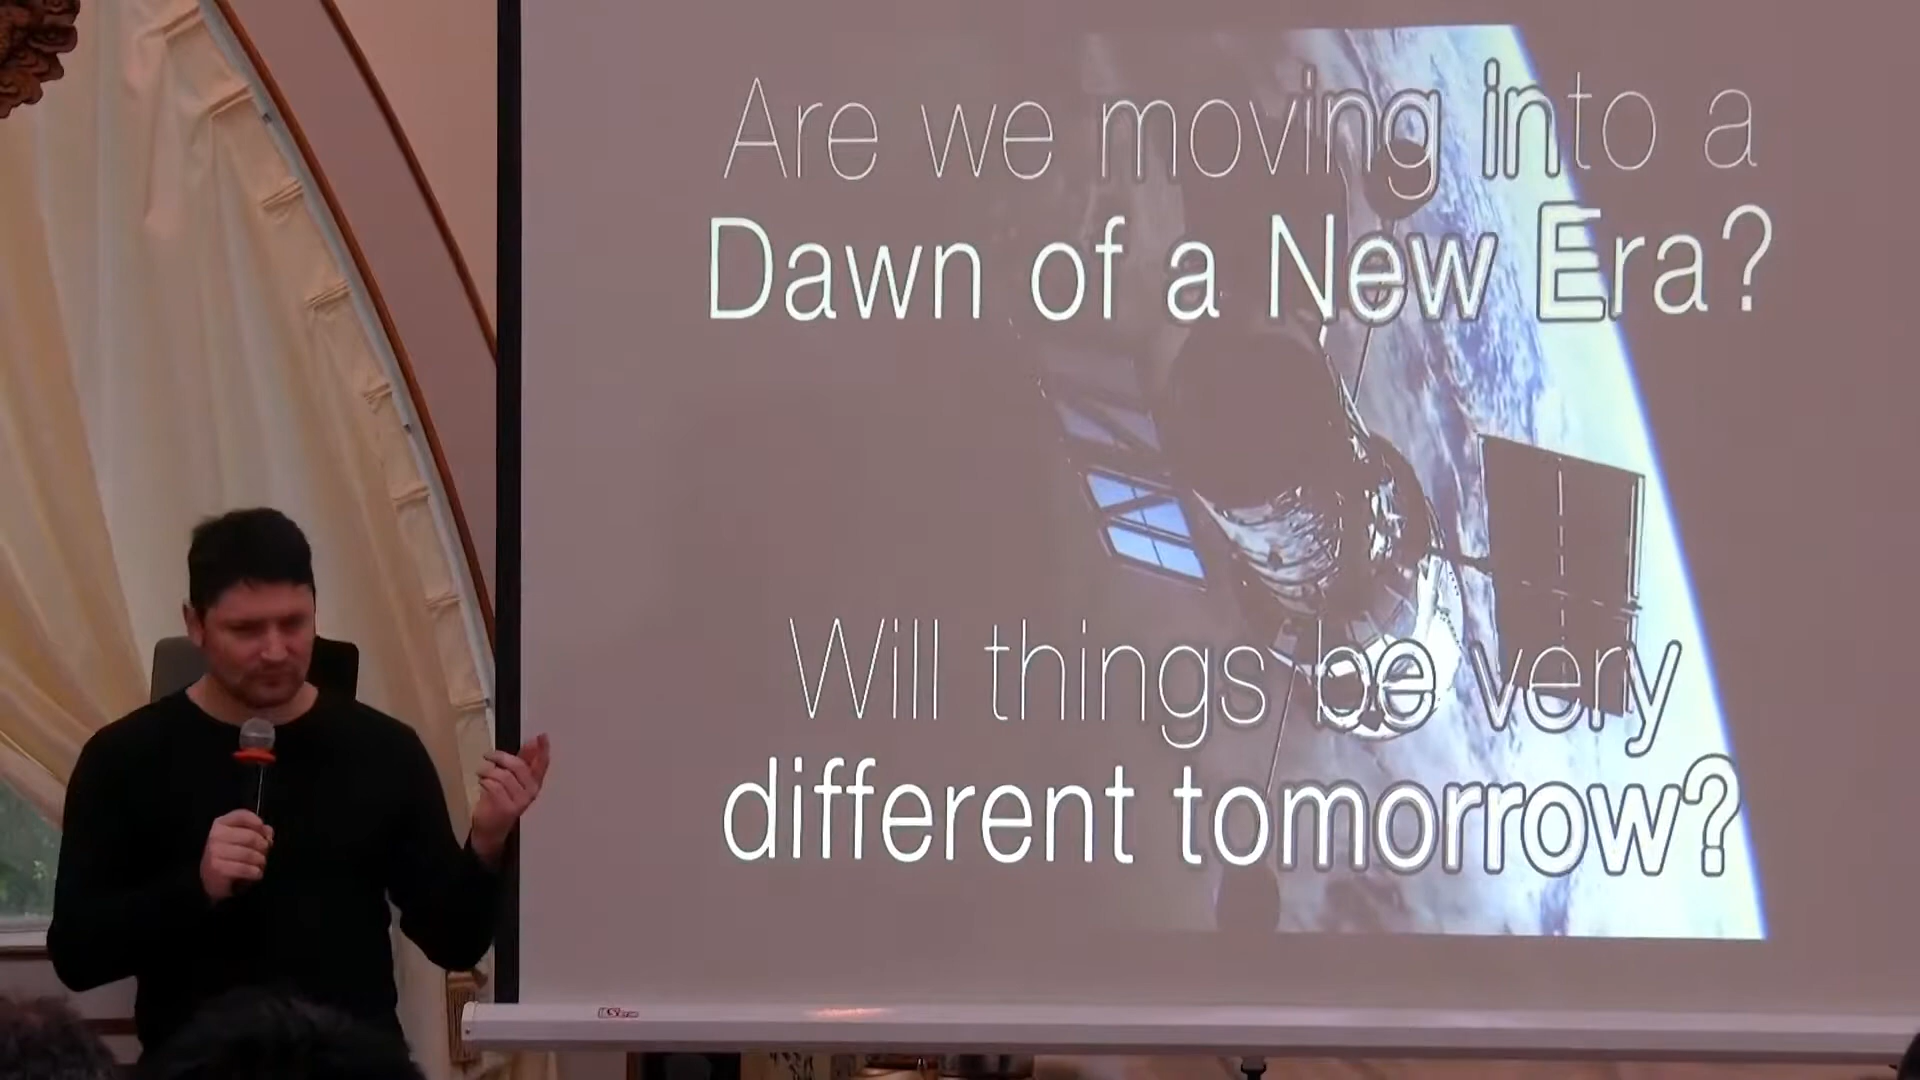 Are we moving into a
Dawn of a New Era?
Will things be very
different tomorrow?